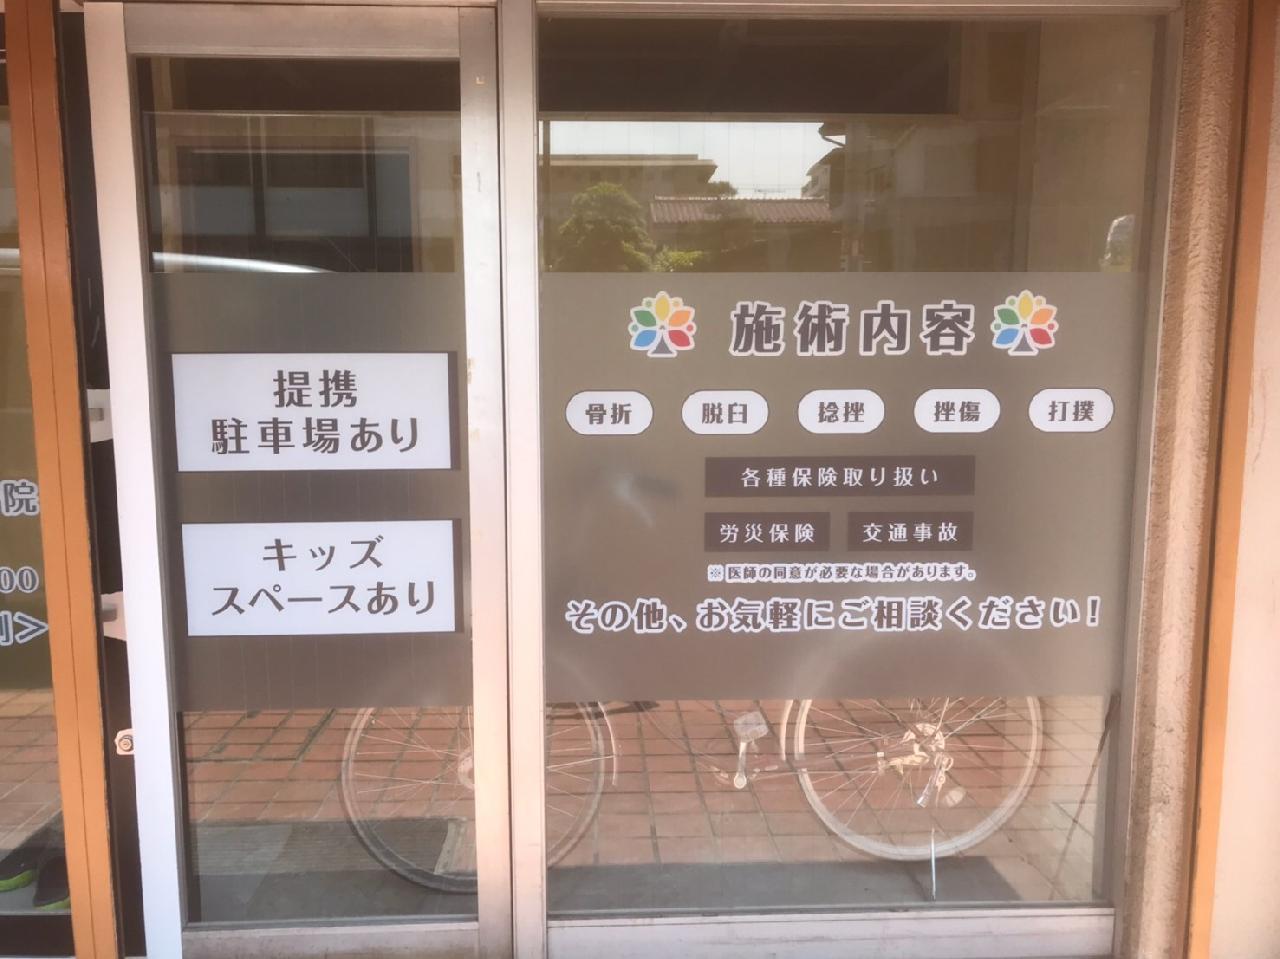 院
00
提携
駐車場あり
キッズ
スペースあり
施術内容
骨折 脱臼 捻挫 挫傷 打撲
各種保険取り扱い
労災保険 交通事故
※医師の同意が必要な場合があります。
その他、お気軽にご相談ください！